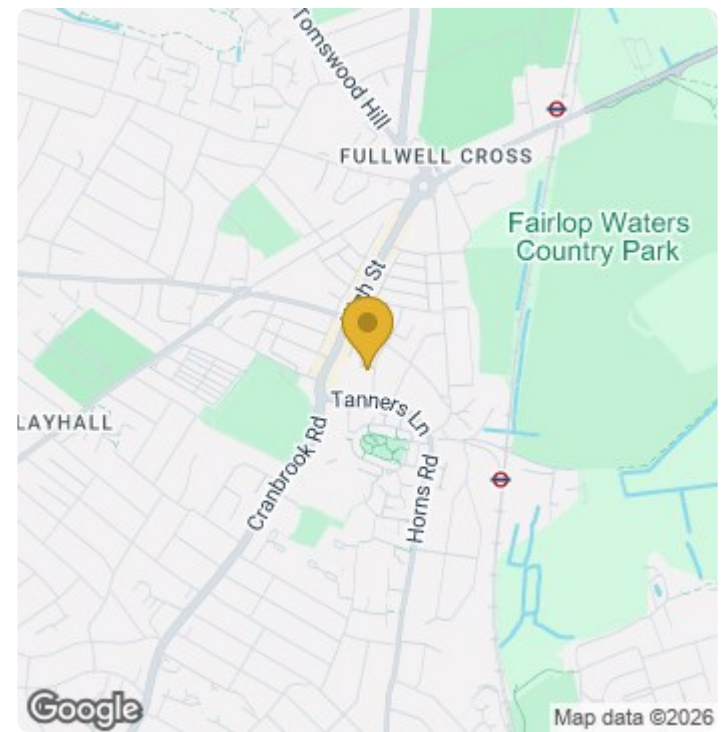 Tomswood Hill
FULLWELL CROSS
Fairlop Waters
Country Park
St
Tanners Ln
LAYHALL
Cranbrook Rd
Horns Rd
Google
Map data ©2026